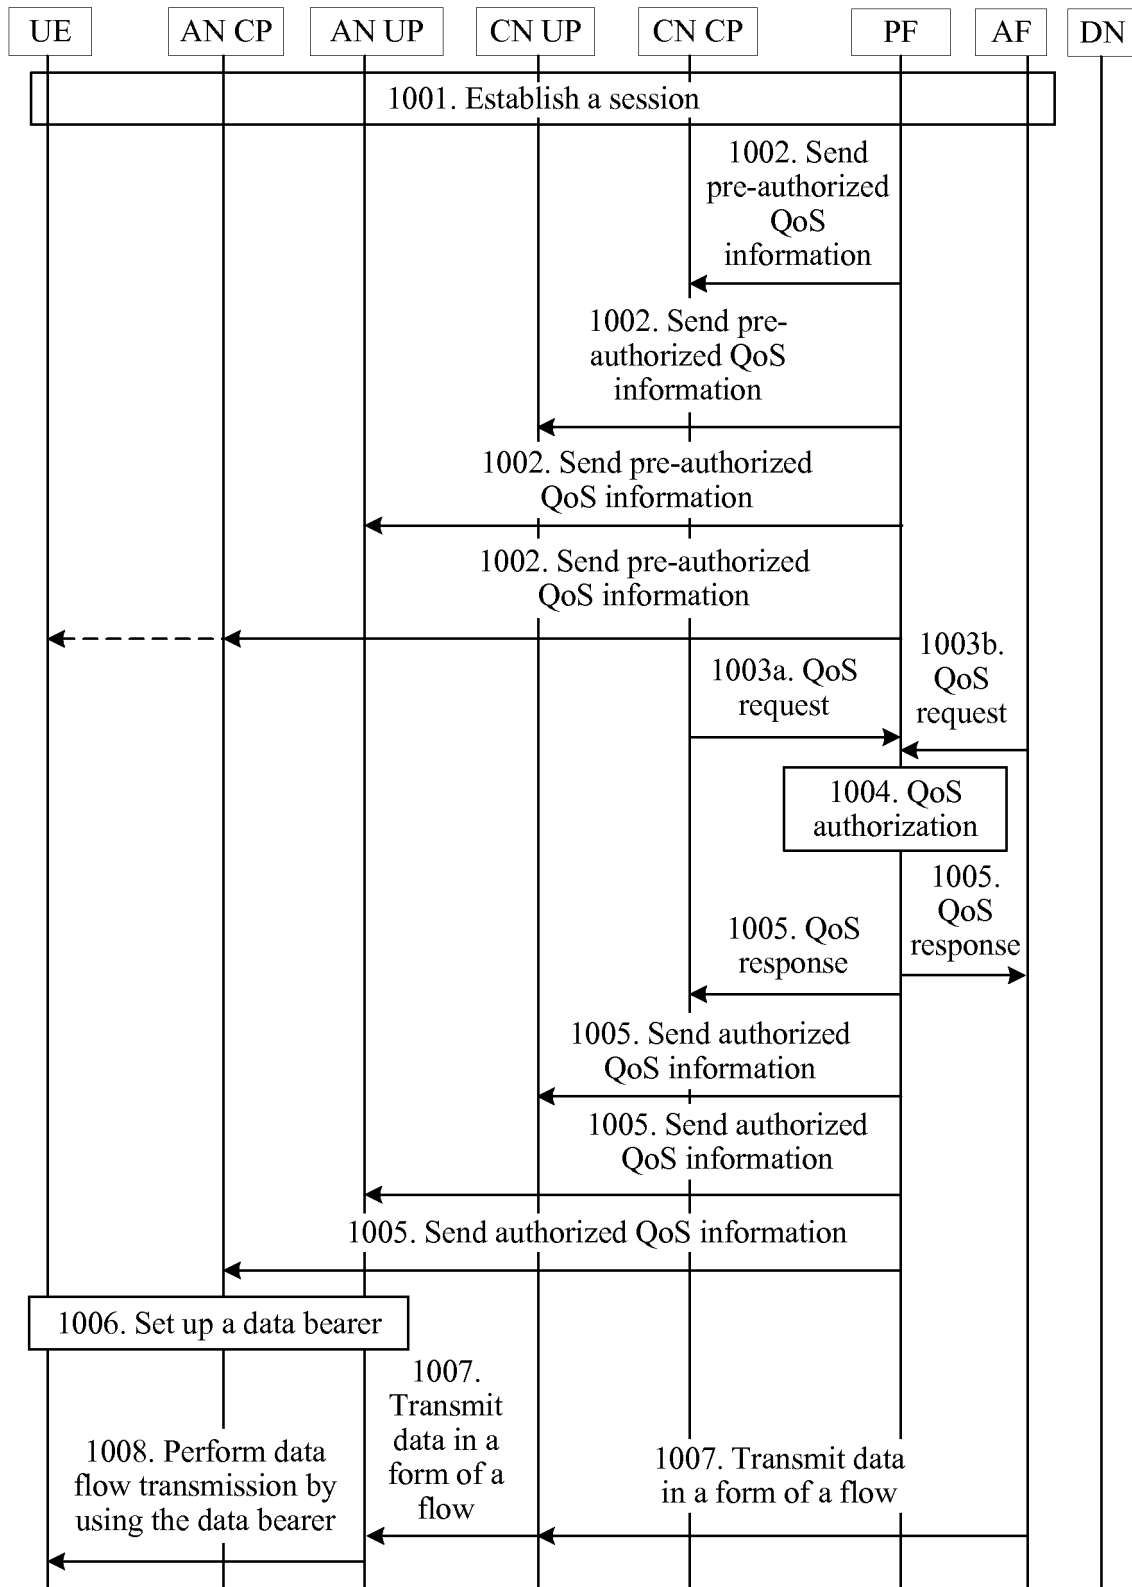 UE
AN CP
AN UP
CN UP
CN CP
PF
AF
DN
1001. Establish a session
1002. Send
pre-authorized
QoS
information
1002. Send pre-
authorized QoS
information
1002. Send pre-authorized
QoS information
1002. Send pre-authorized
QoS information
1003a. QoS
request
1003b.
QoS
request
1004. QoS
authorization
1005.
QoS
response
1005. QoS
response
1005. Send authorized
QoS information
1005. Send authorized
QoS information
1005. Send authorized QoS information
1006. Set up a data bearer
1007.
Transmit
data in a
form of a
flow
1007. Transmit data
in a form of a flow
1008. Perform data
flow transmission by
using the data bearer